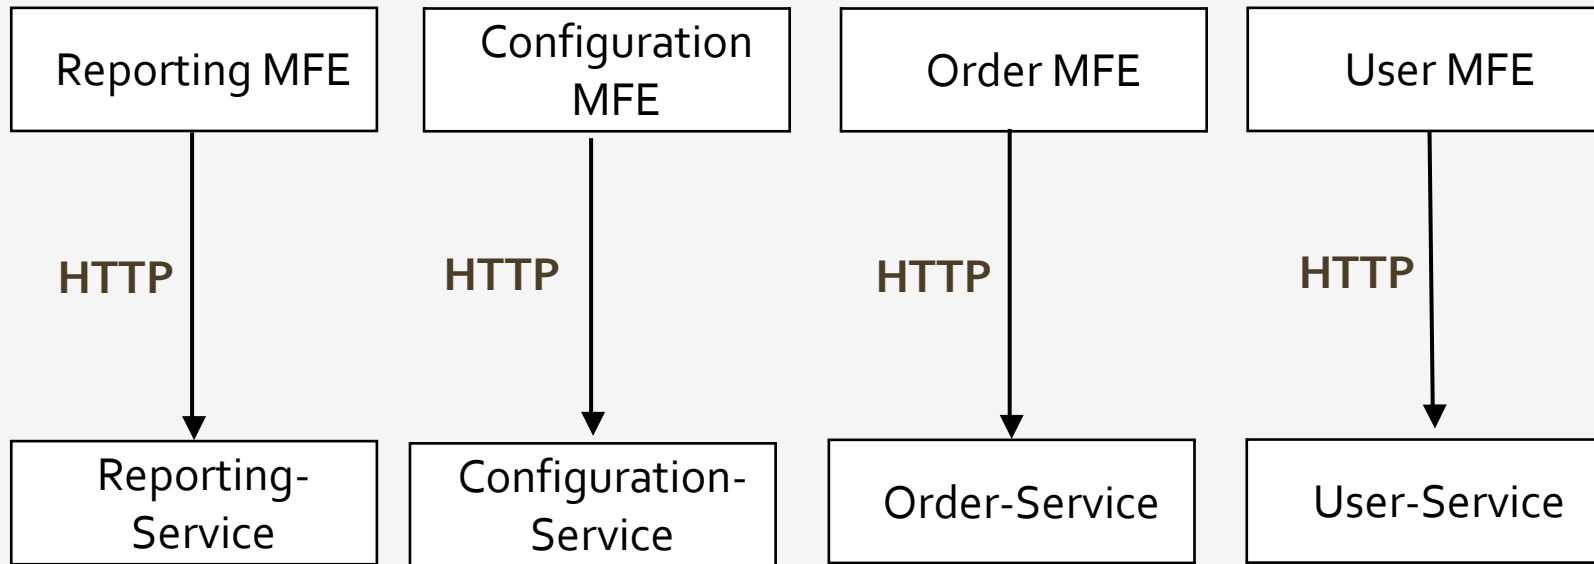 Reporting MFE
Configuration
MFE
Order MFE
User MFE
HTTP
HTTP
HTTP
HTTP
Reporting-
Service
Configuration-
Service
Order-Service
User-Service